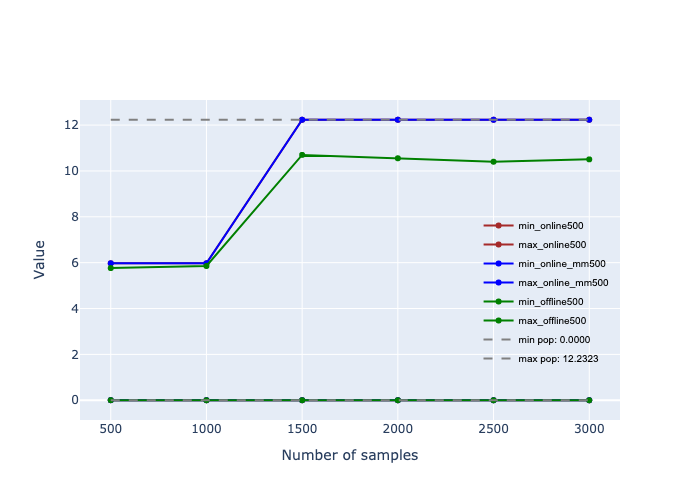 12
10
8
6
4
2
0
Value
500
1000
1500
2000
2500
3000
Number of samples
min_online500
max_online500
min_online_mm500
max_online_mm500
min_offline500
max_offline500
min pop: 0.0000
max pop: 12.2323